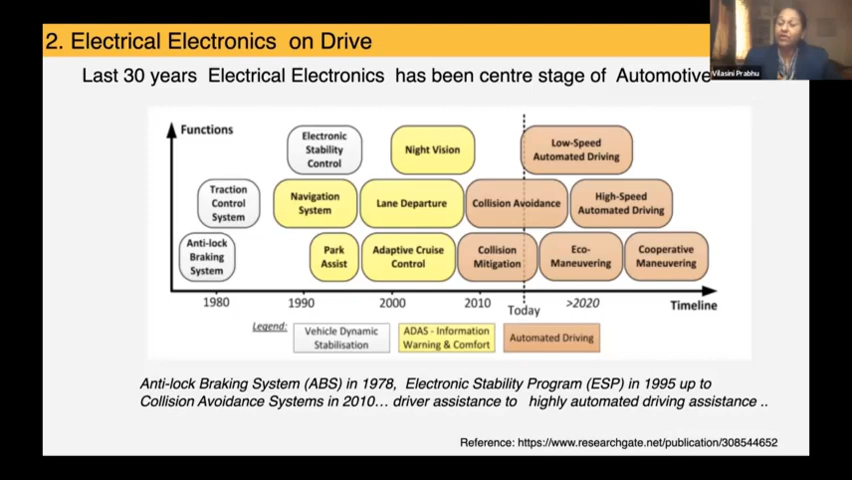 2. Electrical Electronics on Drive
Vilasini Prabhu
Last 30 years Electrical Electronics has been centre stage of Automotive
Functions
Electronic
Stability
Control
Night Vision
Low-Speed
Automated Driving
Traction
Control
System
Navigation
System
Lane Departure
Collision Avoidance
High-Speed
Automated Driving
Anti-lock
Braking
System
Park
Assist
Adaptive Cruise
Control
Collision
Mitigation
Eco-
Maneuvering
Cooperative
Maneuvering
1980
1990
2000
2010
Today
>2020
Timeline
Legend:
Vehicle Dynamic
Stabilisation
ADAS - Information
Warning & Comfort
Automated Driving
Anti-lock Braking System (ABS) in 1978, Electronic Stability Program (ESP) in 1995 up to
Collision Avoidance Systems in 2010… driver assistance to highly automated driving assistance ..
Reference: https://www.researchgate.net/publication/308544652